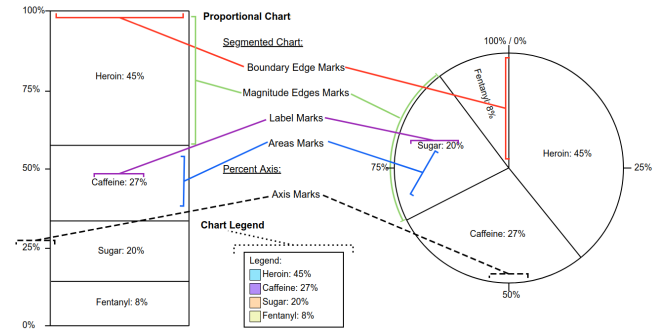 100%
Proportional Chart
Segmented Chart:
100% / 0%
Boundary Edge Marks
Heroin: 45%
Fentanyl: 8%
75%
Magnitude Edges Marks
Label Marks
Areas Marks
Sugar: 20%
Heroin: 45%
50%
Percent Axis:
75%
25%
Caffeine: 27%
Axis Marks
Chart Legend
Caffeine: 27%
25%
Sugar: 20%
Legend:
Heroin: 45%
Caffeine: 27%
Sugar: 20%
Fentanyl: 8%
50%
Fentanyl: 8%
0%